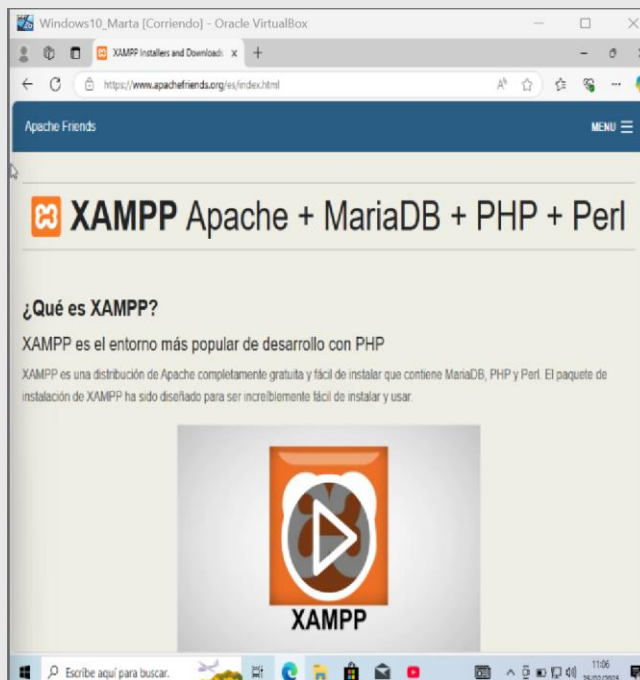 Windows10_Marta [Corriendo] - Oracle VirtualBox
XAMPP Installers and Downloads
https://www.apachefriends.org/es/index.html
Apache Friends
MENU
XAMPP Apache + MariaDB + PHP + Perl
¿Qué es XAMPP?
XAMPP es el entorno más popular de desarrollo con PHP
XAMPP es una distribución de Apache completamente gratuita y fácil de instalar que contiene MariaDB, PHP y Perl. El paquete de
instalación de XAMPP ha sido diseñado para ser increíblemente fácil de instalar y usar.
XAMPP
Escribe aquí para buscar.
11:06